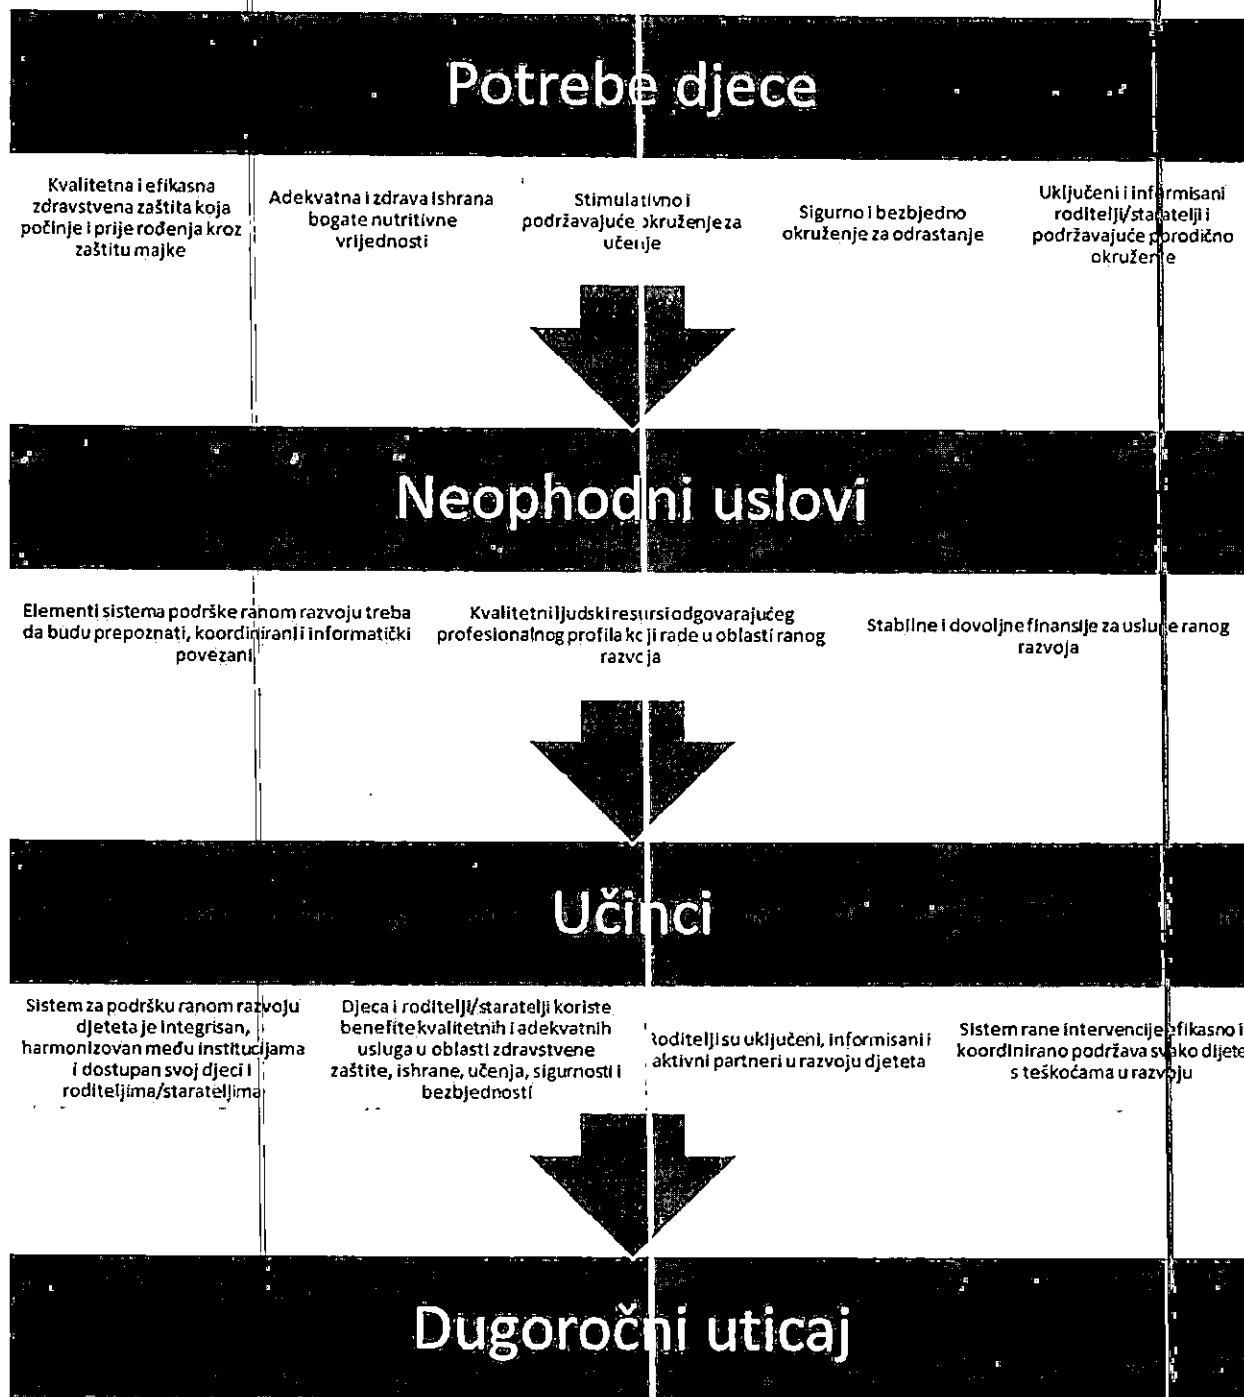 Potrebe djece
Kvalitetna i efikasna
zdravstvena zaštita koja
počinje i prije rođenja kroz
zaštitu majke
Adekvatna i zdrava ishrana
bogate nutritivne
vrijednosti
Stimulativno i
podržavajuće okruženje za
učenje
Sigurno i bezbjedno
okruženje za odrastanje
Uključeni i informisani
roditelji/staratelji i
podržavajuće porodično
okruženje
Neophodni uslovi
Elementi sistema podrške ranom razvoju treba
da budu prepoznati, koordinirani i informatički
povezani
Kvalitetni ljudski resursi odgovarajućeg
profesionalnog profila koji rade u oblasti ranog
razvoja
Stabilne i dovoljne finansije za usluge ranog
razvoja
Učinci
Sistem za podršku ranom razvoju
djeteta je integrisan,
harmonizovan među institucijama
i dostupan svoj djeci i
roditeljima/starateljima
Djeca i roditelji/staratelji koriste
benefite kvalitetnih i adekvatnih
usluga u oblasti zdravstvene
zaštite, ishrane, učenja, sigurnosti i
bezbjednosti
Roditelji su uključeni, informisani i
aktivni partneri u razvoju djeteta
Sistem rane intervencije efikasno i
koordinirano podržava svako dijete
s teškoćama u razvoju
Dugoročni uticaj